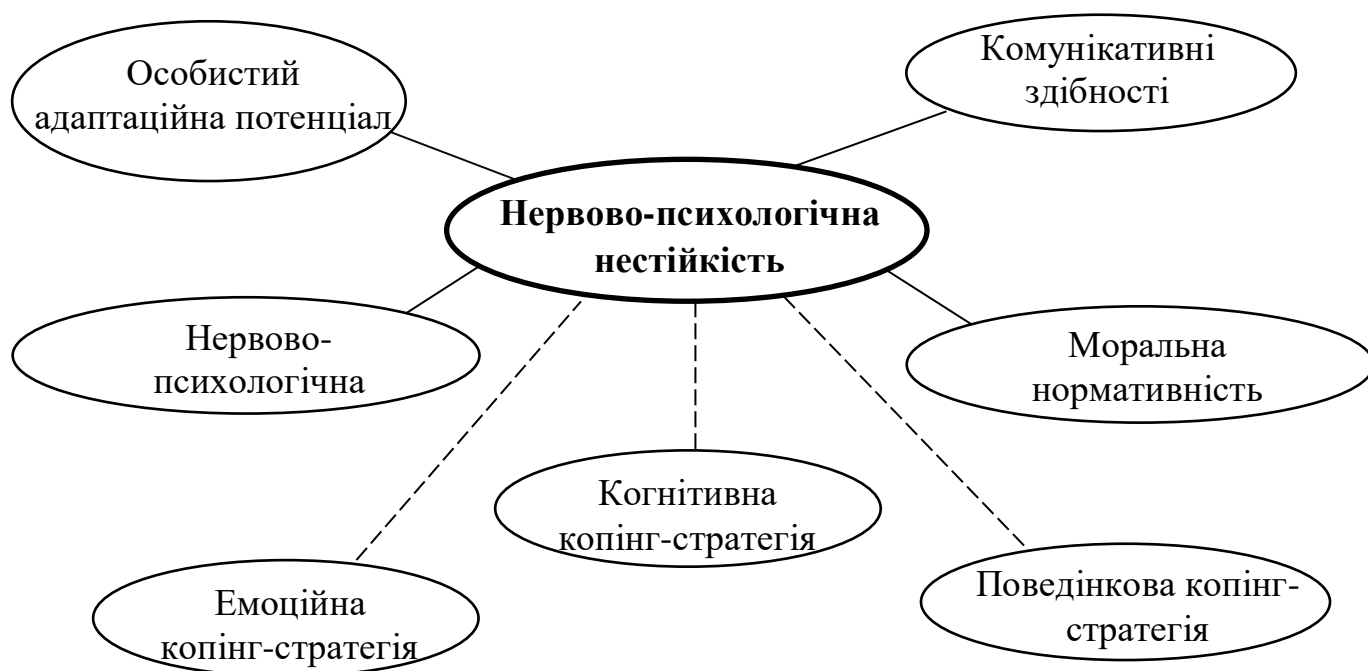 Особистий
адаптаційна потенціал
Комунікативні
здібності
Нервово-психологічна
нестійкість
Нервово-
психологічна
Моральна
нормативність
Когнітивна
копінг-стратегія
Емоційна
копінг-стратегія
Поведінкова копінг-
стратегія